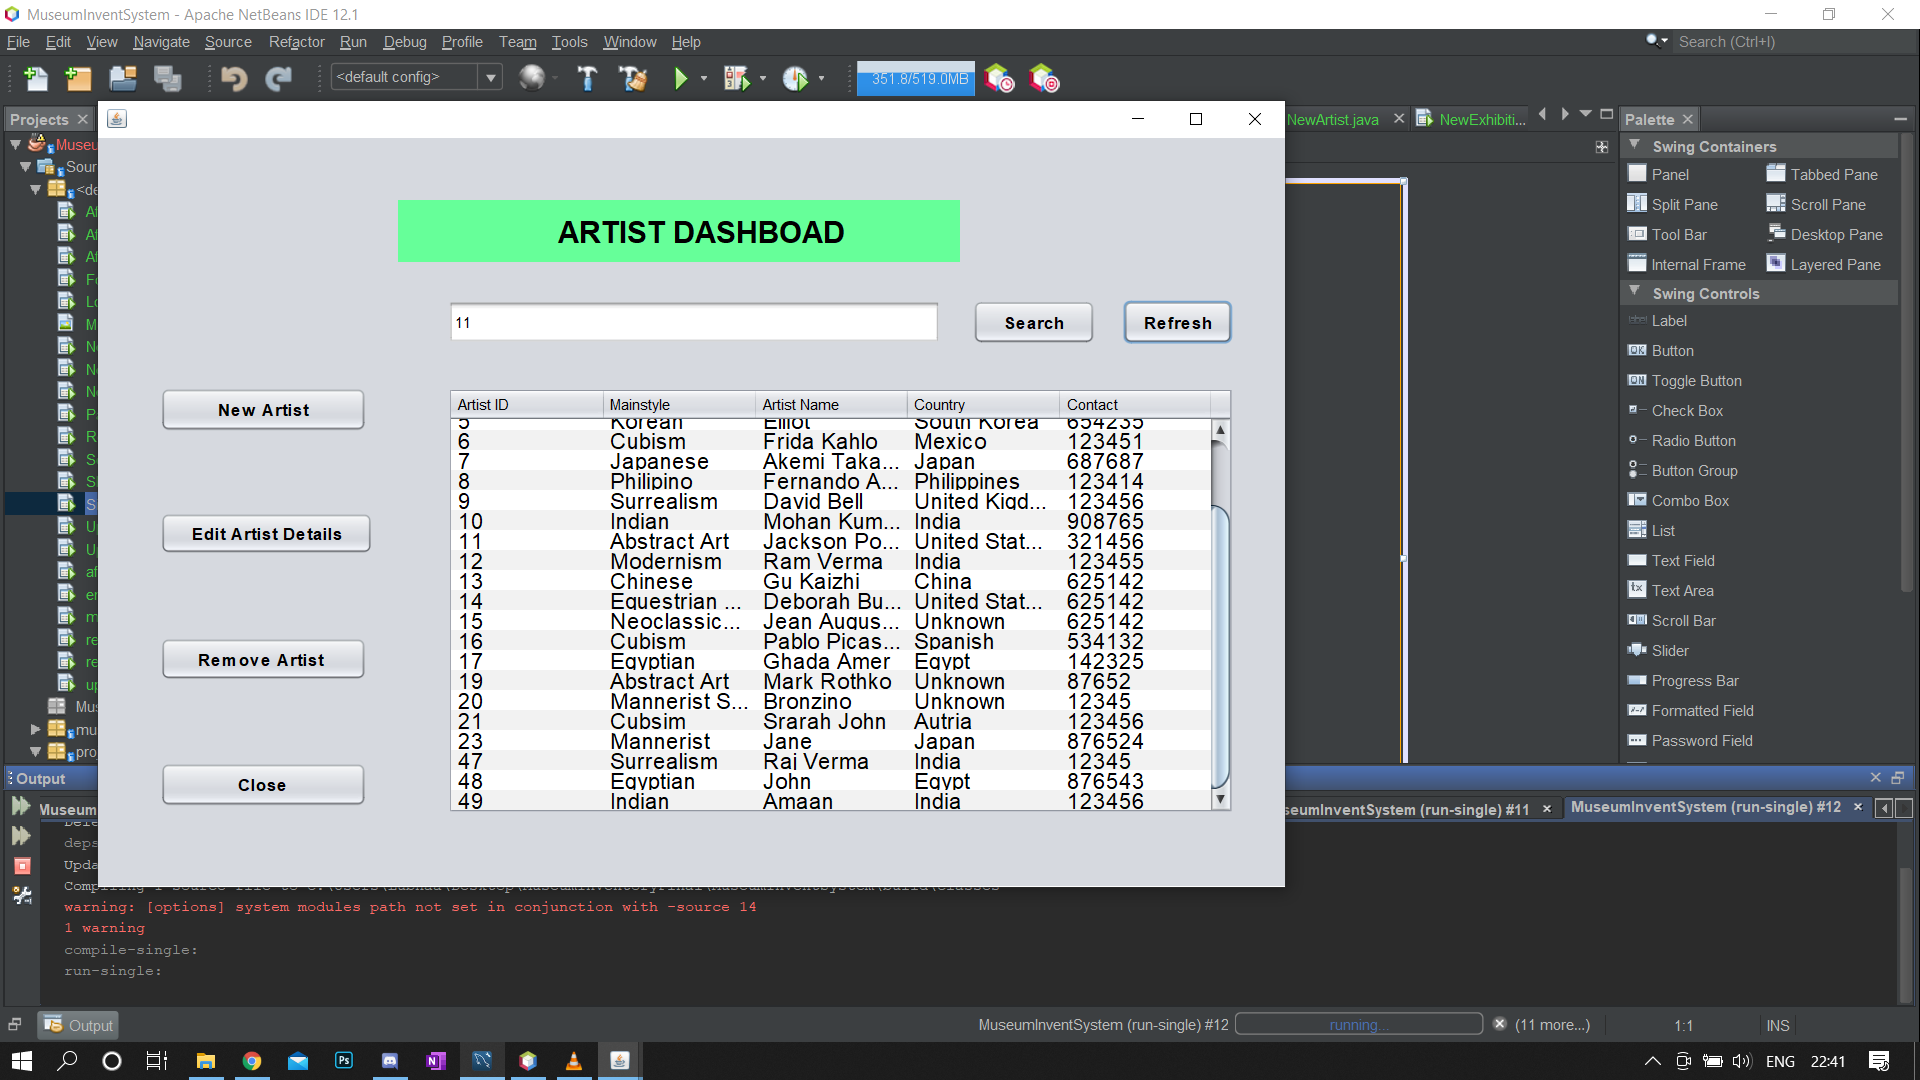 MuseumInventSystem - Apache NetBeans IDE 12.1
File Edit View Navigate Source Refactor Run Debug Profile Team Tools Window Help
Search (Ctrl+I)
<default config>
351.8/519.0MB
Projects
NewArtist.java
NewExhibiti...
Palette
Museu
Sour
<de
Swing Containers
Panel
Tabbed Pane
Split Pane
Scroll Pane
Tool Bar
Desktop Pane
Internal Frame
Layered Pane
Swing Controls
Label
Button
Toggle Button
Check Box
Radio Button
Button Group
Combo Box
List
Text Field
Text Area
Scroll Bar
Slider
Progress Bar
Formatted Field
Password Field
ARTIST DASHBOAD
11
Search
Refresh
New Artist
Edit Artist Details
Remove Artist
Close
Artist ID Mainstyle Artist Name Country Contact
5 Korean Elliot South Korea 654235
6 Cubism Frida Kahlo Mexico 123451
7 Japanese Akemi Taka... Japan 687687
8 Philipino Fernando A... Philippines 123414
9 Surrealism David Bell United Kigd... 123456
10 Indian Mohan Kum... India 908765
11 Abstract Art Jackson Po... United Stat... 321456
12 Modernism Ram Verma India 123455
13 Chinese Gu Kaizhi China 625142
14 Equestrian ... Deborah Bu... United Stat... 625142
15 Neoclassic... Jean Augus... Unknown 625142
16 Cubism Pablo Picas... Spanish 534132
17 Egyptian Ghada Amer Egypt 142325
19 Abstract Art Mark Rothko Unknown 87652
20 Mannerist S... Bronzino Unknown 12345
21 Cubsim Srarah John Autria 123456
23 Mannerist Jane Japan 876524
47 Surrealism Raj Verma India 12345
48 Egyptian John Egypt 876543
49 Indian Amaan India 123456
Mus
mu
pro
Output
Museum
seumInventSystem (run-single) #11
MuseumInventSystem (run-single) #12
deps
Upda
warning: [options] system modules path not set in conjunction with -source 14
1 warning
compile-single:
run-single:
Output
MuseumInventSystem (run-single) #12
running...
(11 more...)
1:1
INS
ENG
22:41